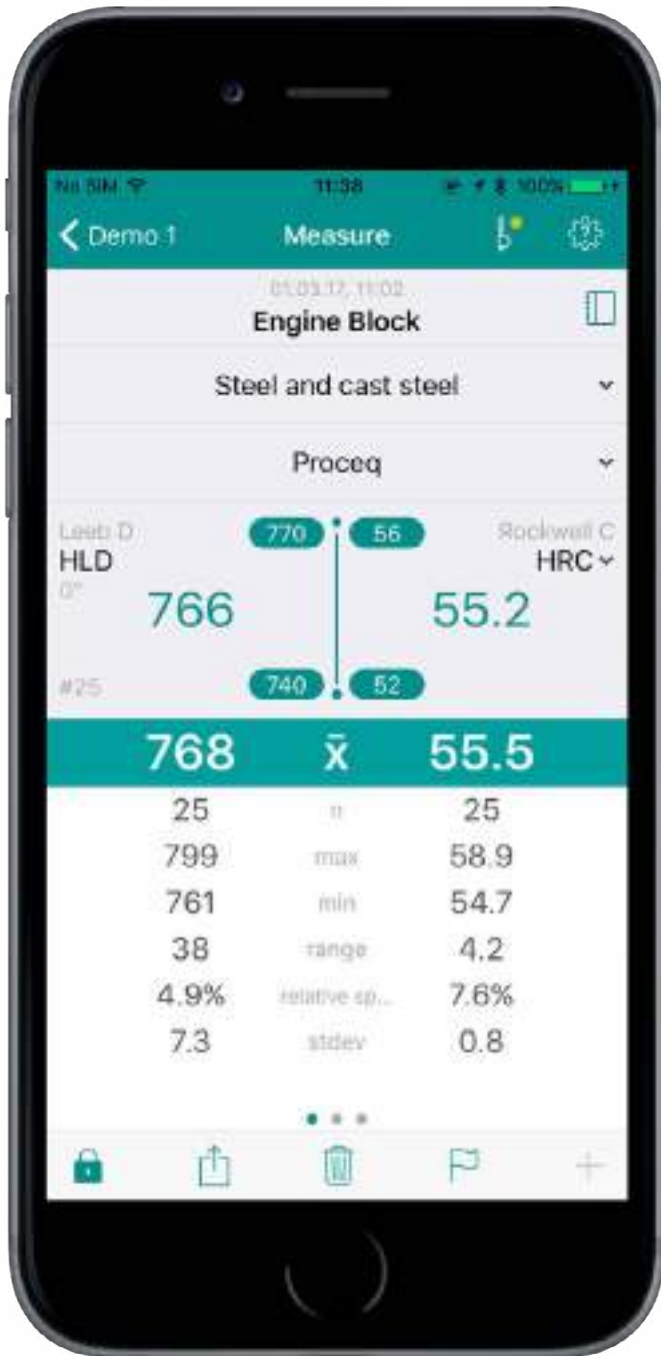 No SIM 11:38 100%
Demo 1 Measure
01.03.17, 11:02
Engine Block
Steel and cast steel
Proceq
Leeb D 770 56 Rockwell C
HLD HRC
0° 766 55.2
#25 740 52
768 x̄ 55.5
25 n 25
799 max 58.9
761 min 54.7
38 range 4.2
4.9% relative sp... 7.6%
7.3 stdev 0.8